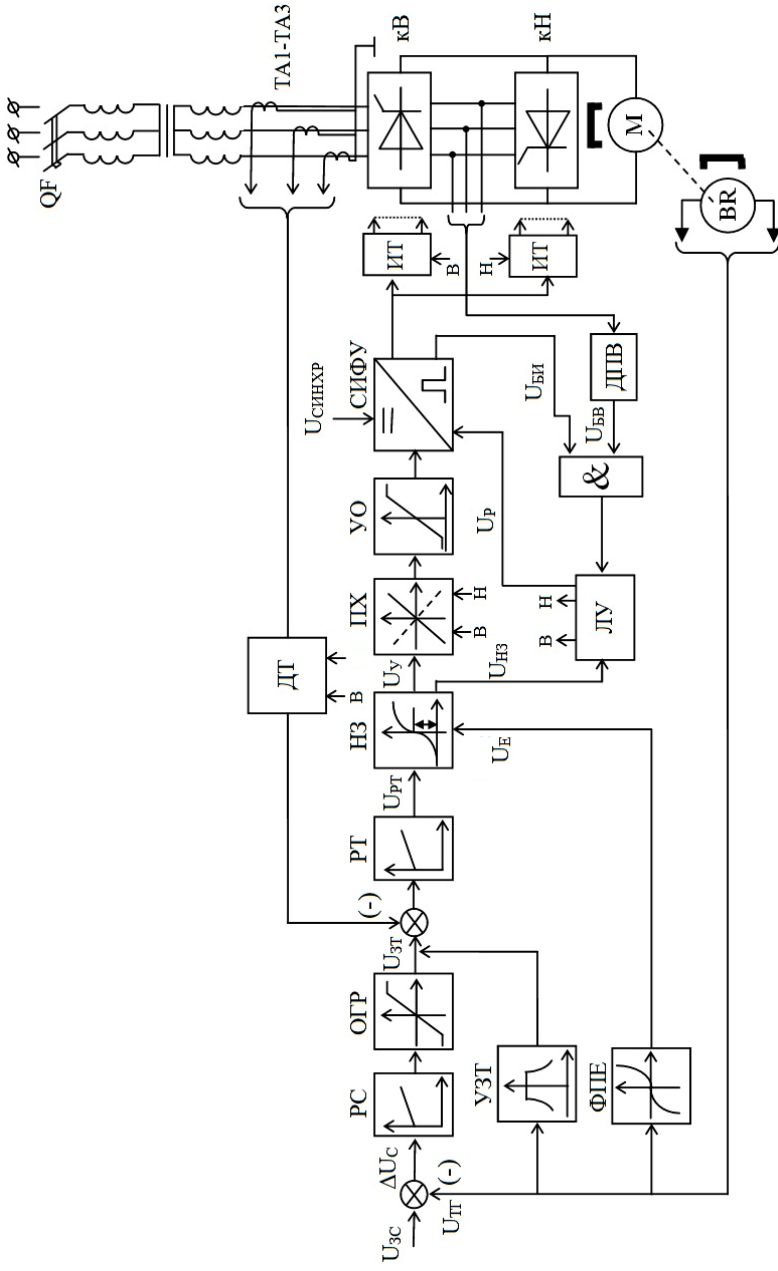 QF
TA1-TA3
кВ
кН
M
BR
ИТ
В
Н
ИТ
UСИНХР
СИФУ
UБИ
ДПВ
UБВ
&
УО
UР
ПХ
В
Н
ДТ
В
UУ
UНЗ
В
Н
ЛУ
НЗ
UРТ
UЕ
РТ
(-)
UЗТ
ОГР
РС
УЗТ
ФПЕ
ΔUС
(-)
UЗС
UТГ